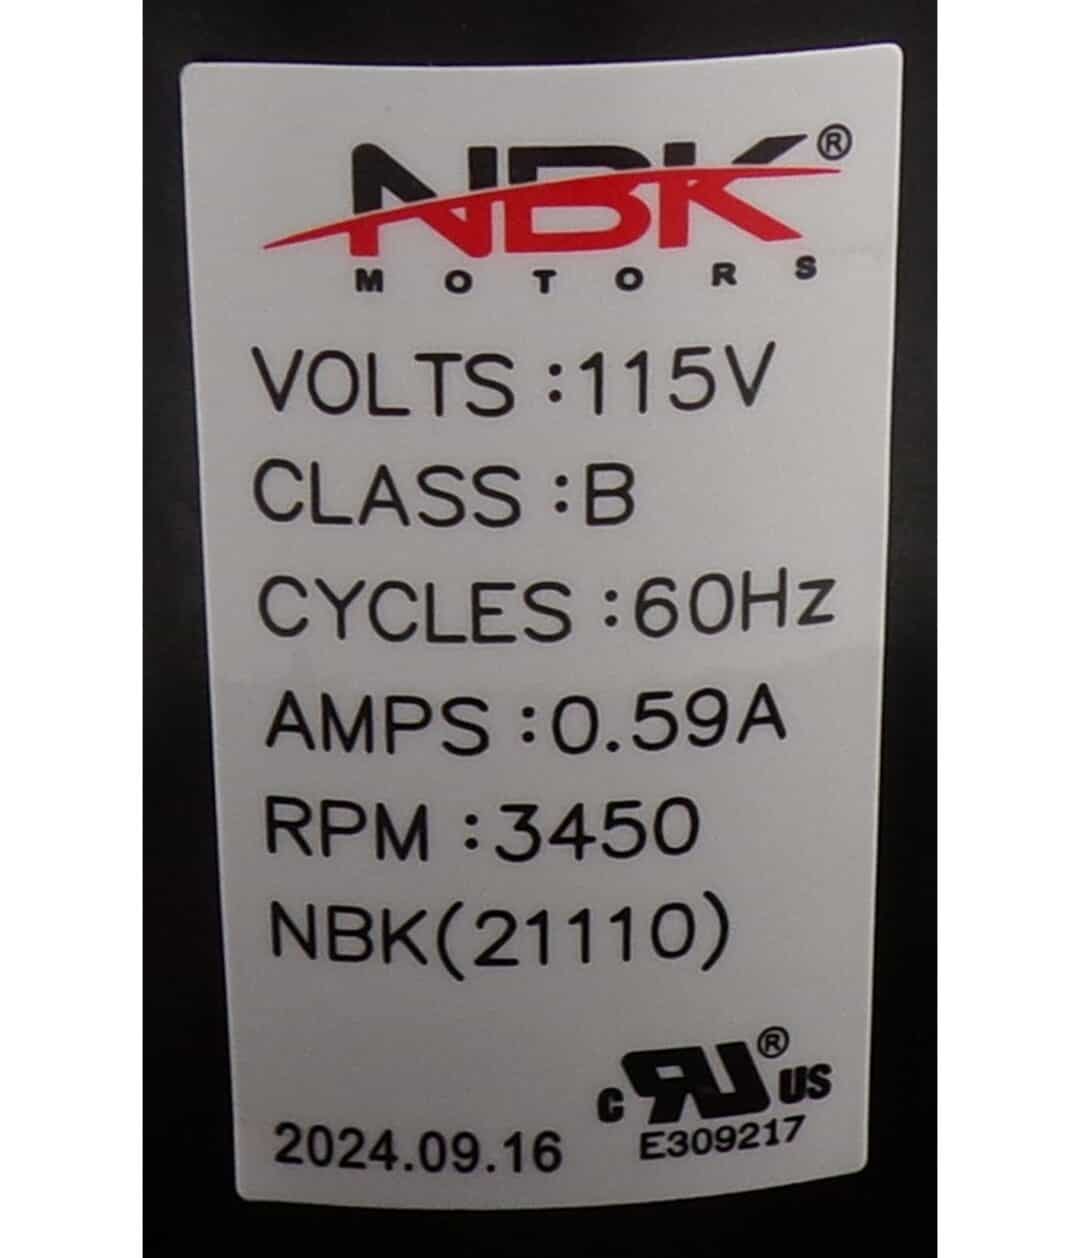 NBK®
MOTORS
VOLTS :115V
CLASS :B
CYCLES :60Hz
AMPS :0.59A
RPM :3450
NBK(21110)
c RU® US
E309217
2024.09.16